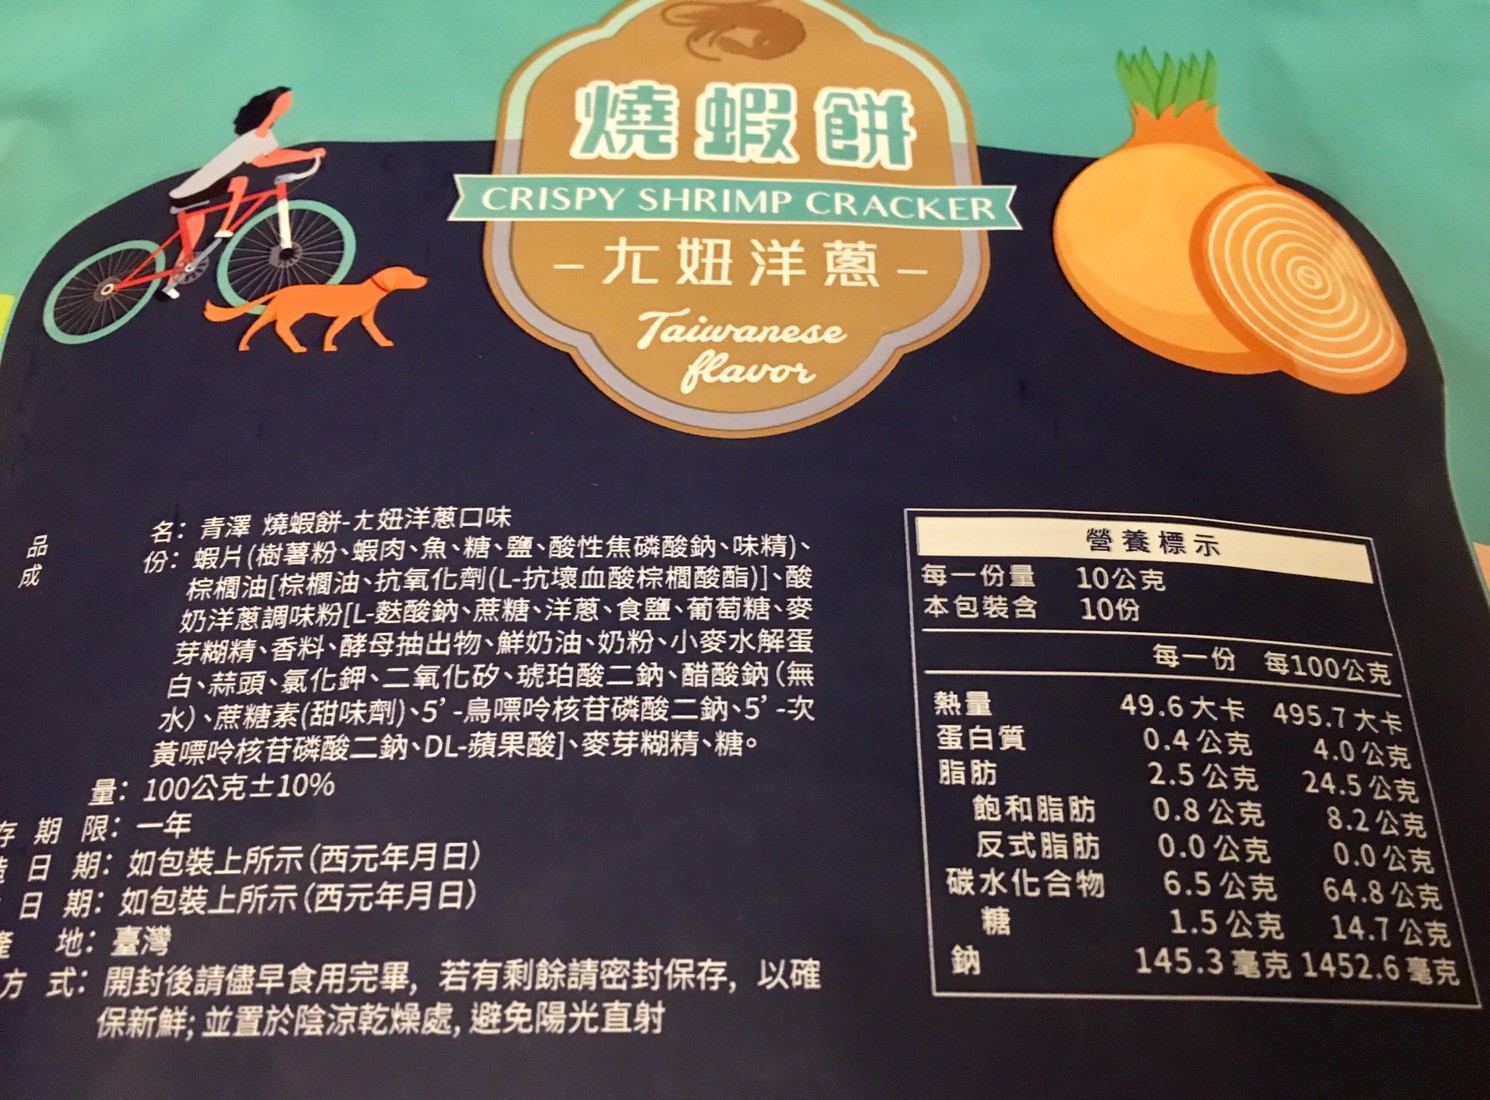 燒蝦餅
CRISPY SHRIMP CRACKER
–ㄤ妞洋蔥–
Taiwanese
flavor
品名：青澤 燒蝦餅-ㄤ妞洋蔥口味
成份：蝦片(樹薯粉、蝦肉、魚、糖、鹽、酸性焦磷酸鈉、味精)、
棕櫚油[棕櫚油、抗氧化劑(L-抗壞血酸棕櫚酸酯)]、酸
奶洋蔥調味粉[L-麩酸鈉、蔗糖、洋蔥、食鹽、葡萄糖、麥
芽糊精、香料、酵母抽出物、鮮奶油、奶粉、小麥水解蛋
白、蒜頭、氯化鉀、二氧化矽、琥珀酸二鈉、醋酸鈉(無
水)、蔗糖素(甜味劑)、5’-鳥嘌呤核苷磷酸二鈉、5’-次
黃嘌呤核苷磷酸二鈉、DL-蘋果酸]、麥芽糊精、糖。
量：100公克±10%
存期限：一年
日期：如包裝上所示(西元年月日)
日期：如包裝上所示(西元年月日)
產地：臺灣
方式：開封後請儘早食用完畢，若有剩餘請密封保存，以確
保新鮮；並置於陰涼乾燥處，避免陽光直射
營養標示
每一份量 10公克
本包裝含 10份
每一份 每100公克
熱量 49.6大卡 495.7大卡
蛋白質 0.4公克 4.0公克
脂肪 2.5公克 24.5公克
飽和脂肪 0.8公克 8.2公克
反式脂肪 0.0公克 0.0公克
碳水化合物 6.5公克 64.8公克
糖 1.5公克 14.7公克
鈉 145.3毫克 1452.6毫克